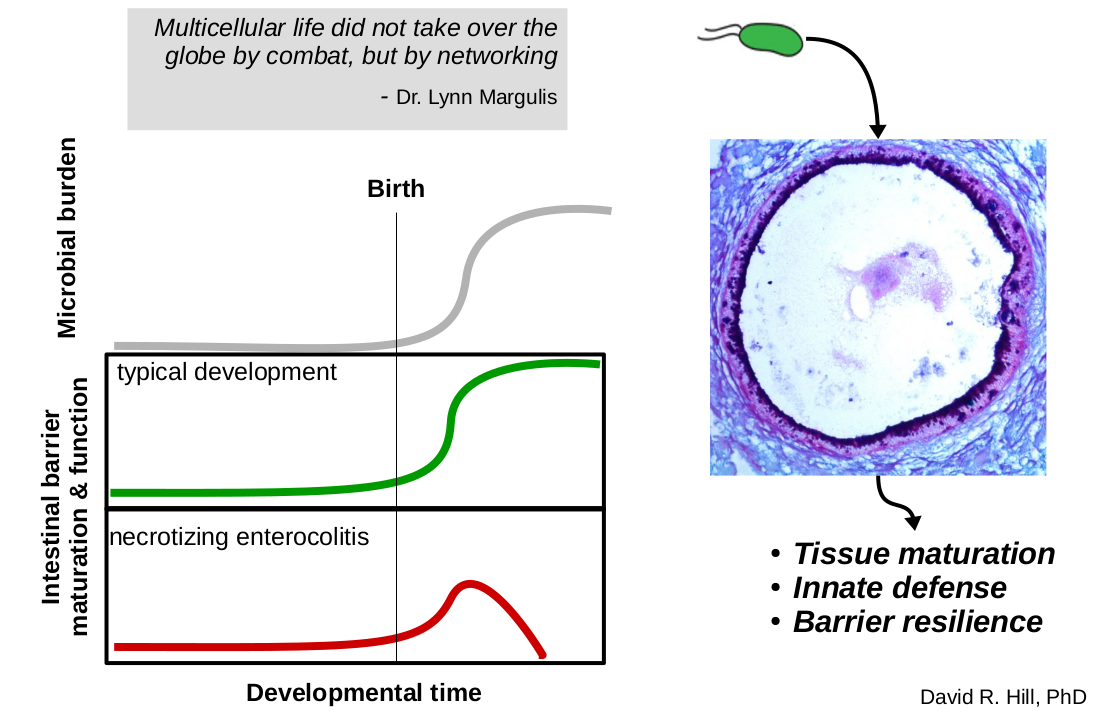 Multicellular life did not take over the
globe by combat, but by networking
- Dr. Lynn Margulis
Birth
Microbial burden
typical development
Intestinal barrier
maturation & function
necrotizing enterocolitis
Developmental time
• Tissue maturation
• Innate defense
• Barrier resilience
David R. Hill, PhD